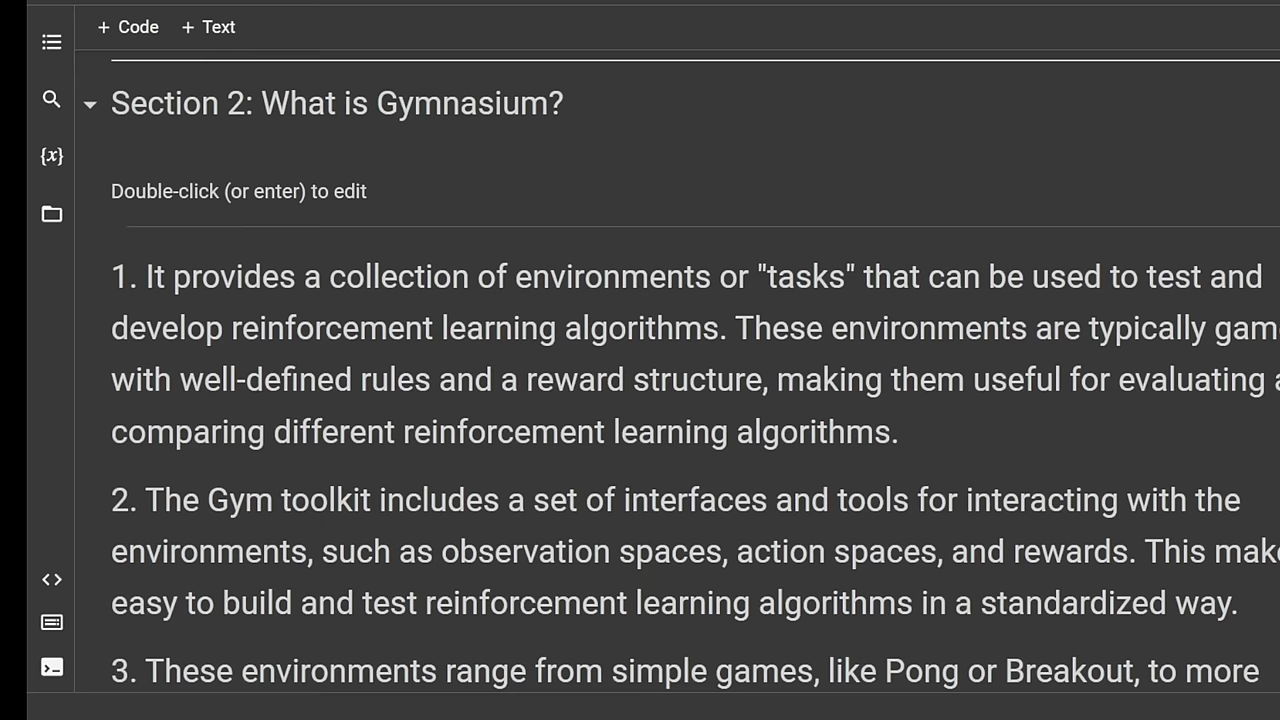 + Code + Text
Section 2: What is Gymnasium?
{x}
Double-click (or enter) to edit
1. It provides a collection of environments or "tasks" that can be used to test and
develop reinforcement learning algorithms. These environments are typically gam
with well-defined rules and a reward structure, making them useful for evaluating a
comparing different reinforcement learning algorithms.
2. The Gym toolkit includes a set of interfaces and tools for interacting with the
environments, such as observation spaces, action spaces, and rewards. This mak
easy to build and test reinforcement learning algorithms in a standardized way.
3. These environments range from simple games, like Pong or Breakout, to more